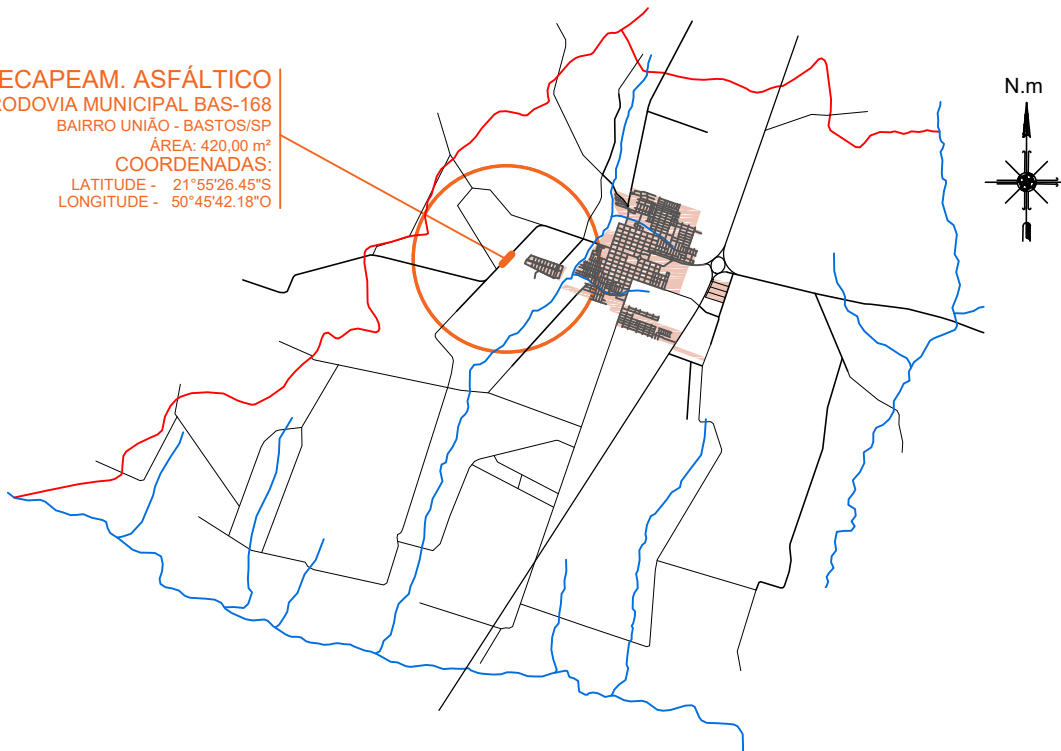 ECAPEAM. ASFÁLTICO
RODOVIA MUNICIPAL BAS-168
BAIRRO UNIÃO - BASTOS/SP
ÁREA: 420,00 m²
COORDENADAS:
LATITUDE - 21°55'26.45"S
LONGITUDE - 50°45'42.18"O
N.m